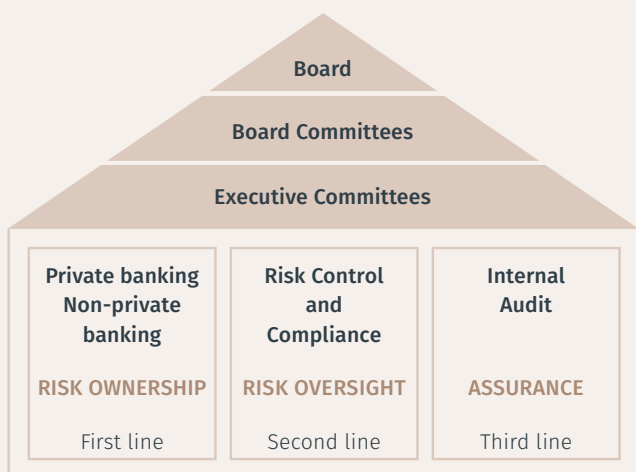 Board
Board Committees
Executive Committees
Private banking
Non-private
banking
RISK OWNERSHIP
First line
Risk Control
and
Compliance
RISK OVERSIGHT
Second line
Internal
Audit
ASSURANCE
Third line